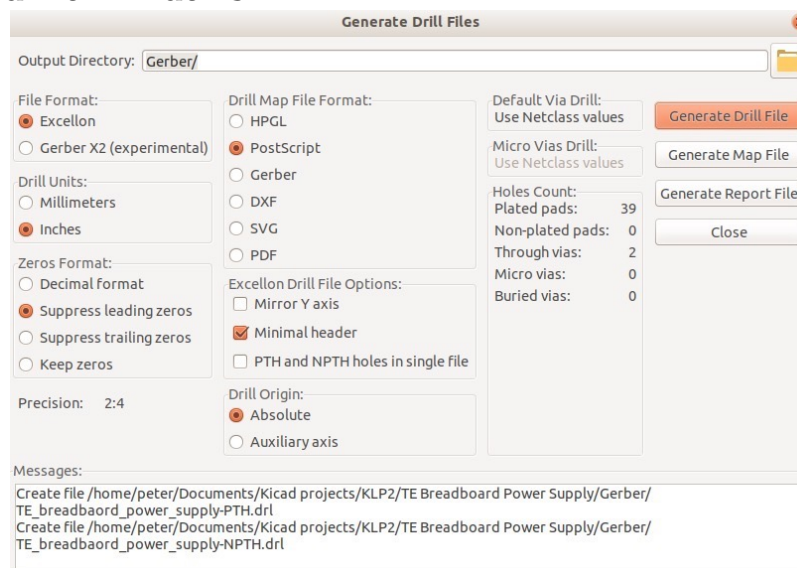 Generate Drill Files
Output Directory: Gerber/
File Format:
Excellon
Gerber X2 (experimental)
Drill Units:
Millimeters
Inches
Zeros Format:
Decimal format
Suppress leading zeros
Suppress trailing zeros
Keep zeros
Precision: 2:4
Drill Map File Format:
HPGL
PostScript
Gerber
DXF
SVG
PDF
Excellon Drill File Options:
Mirror Y axis
Minimal header
PTH and NPTH holes in single file
Drill Origin:
Absolute
Auxiliary axis
Default Via Drill:
Use Netclass values
Micro Vias Drill:
Use Netclass values
Holes Count:
Plated pads: 39
Non-plated pads: 0
Through vias: 2
Micro vias: 0
Buried vias: 0
Generate Drill File
Generate Map File
Generate Report File
Close
Messages:
Create file /home/peter/Documents/Kicad projects/KLP2/TE Breadboard Power Supply/Gerber/
TE_breadbaord_power_supply-PTH.drl
Create file /home/peter/Documents/Kicad projects/KLP2/TE Breadboard Power Supply/Gerber/
TE_breadbaord_power_supply-NPTH.drl